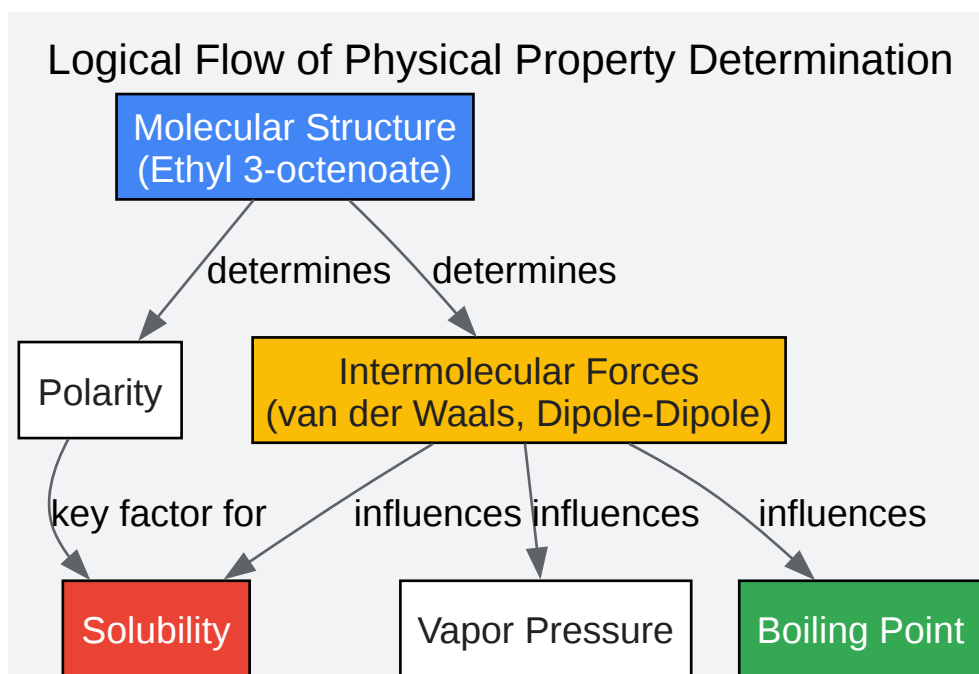 Logical Flow of Physical Property Determination
Molecular Structure
(Ethyl 3-octenoate)
determines
determines
Polarity
Intermolecular Forces
(van der Waals, Dipole-Dipole)
key factor for
influences
influences
influences
Solubility
Vapor Pressure
Boiling Point